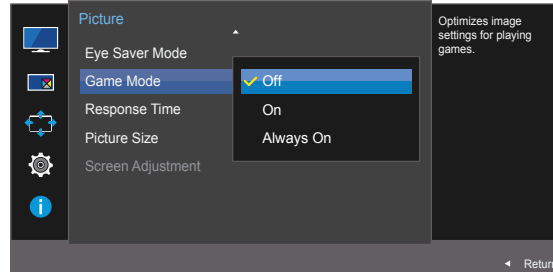 Picture
Eye Saver Mode
Game Mode
Response Time
Picture Size
Screen Adjustment
Off
On
Always On
Optimizes image
settings for playing
games.
Return